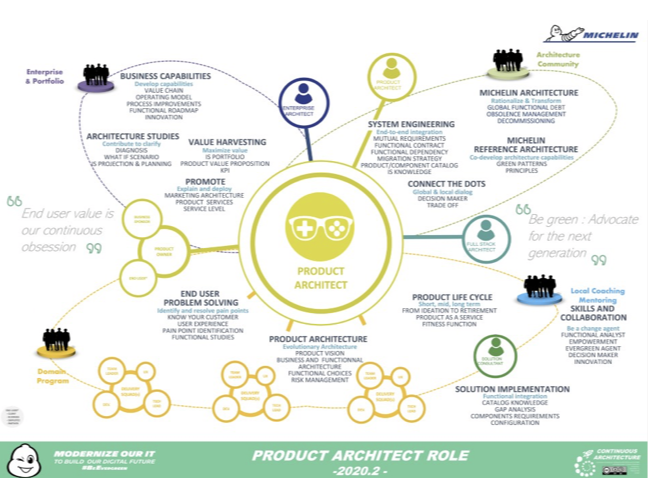 MICHELIN
Enterprise
& Portfolio
BUSINESS CAPABILITIES
Develop capabilities
VALUE CHAIN
OPERATING MODEL
PROCESS IMPROVEMENTS
FUNCTIONAL ROADMAP
INNOVATION
ENTERPRISE
ARCHITECT
PRODUCT
ARCHITECT
Architecture
Community
MICHELIN ARCHITECTURE
Rationalize & Transform
GLOBAL FUNCTIONAL DEBT
OBSOLENCE MANAGEMENT
DECOMMISSIONING
ARCHITECTURE STUDIES
Contribute to clarify
DIAGNOSIS
WHAT IF SCENARIO
IS PROJECTION & PLANNING
VALUE HARVESTING
Maximize value
IS PORTFOLIO
PRODUCT VALUE PROPOSITION
KPI
SYSTEM ENGINEERING
End-to-end integration
MUTUAL REQUIREMENTS
FUNCTIONAL CONTRACT
FUNCTIONAL DEPENDENCY
MIGRATION STRATEGY
PRODUCT/COMPONENT CATALOG
IS KNOWLEDGE
MICHELIN
REFERENCE ARCHITECTURE
Co-develop architecture capabilities
GREEN PATTERNS
PRINCIPLES
PROMOTE
Explain and deploy
MARKETING ARCHITECTURE
PRODUCT SERVICES
SERVICE LEVEL
CONNECT THE DOTS
Global & local dialog
DECISION MAKER
TRADE OFF
End user value is
our continuous
obsession
PRODUCT
OWNER
PRODUCT
ARCHITECT
FULL STACK
ARCHITECT
Be green : Advocate
for the next
generation
END USER
PROBLEM SOLVING
Identify and resolve pain points
KNOW YOUR CUSTOMER
USER EXPERIENCE
PAIN POINT IDENTIFICATION
FUNCTIONAL STUDIES
PRODUCT LIFE CYCLE
Short, mid, long term
FROM IDEATION TO RETIREMENT
PRODUCT AS A SERVICE
FITNESS FUNCTION
Local Coaching
Mentoring
SKILLS AND
COLLABORATION
Be a change agent
FUNCTIONAL ANALYST
EMPOWERMENT
EVERGREEN AGENT
DECISION MAKER
INNOVATION
PRODUCT ARCHITECTURE
Evolutionary Architecture
PRODUCT VISION
BUSINESS AND FUNCTIONNAL
ARCHITECTURE
FUNCTIONAL CHOICES
RISK MANAGEMENT
SOLUTION
CONSULTANT
Domain
Program
DELIVERY
SQUADS
DELIVERY
SQUADS
DELIVERY
SQUADS
SOLUTION IMPLEMENTATION
Functional integration
CATALOG KNOWLEDGE
GAP ANALYSIS
COMPONENTS REQUIREMENTS
CONFIGURATION
MODERNIZE OUR IT
TO BUILD OUR DIGITAL FUTURE
PRODUCT ARCHITECT ROLE
-2020.2 -
CONTINUOUS
ARCHITECTURE